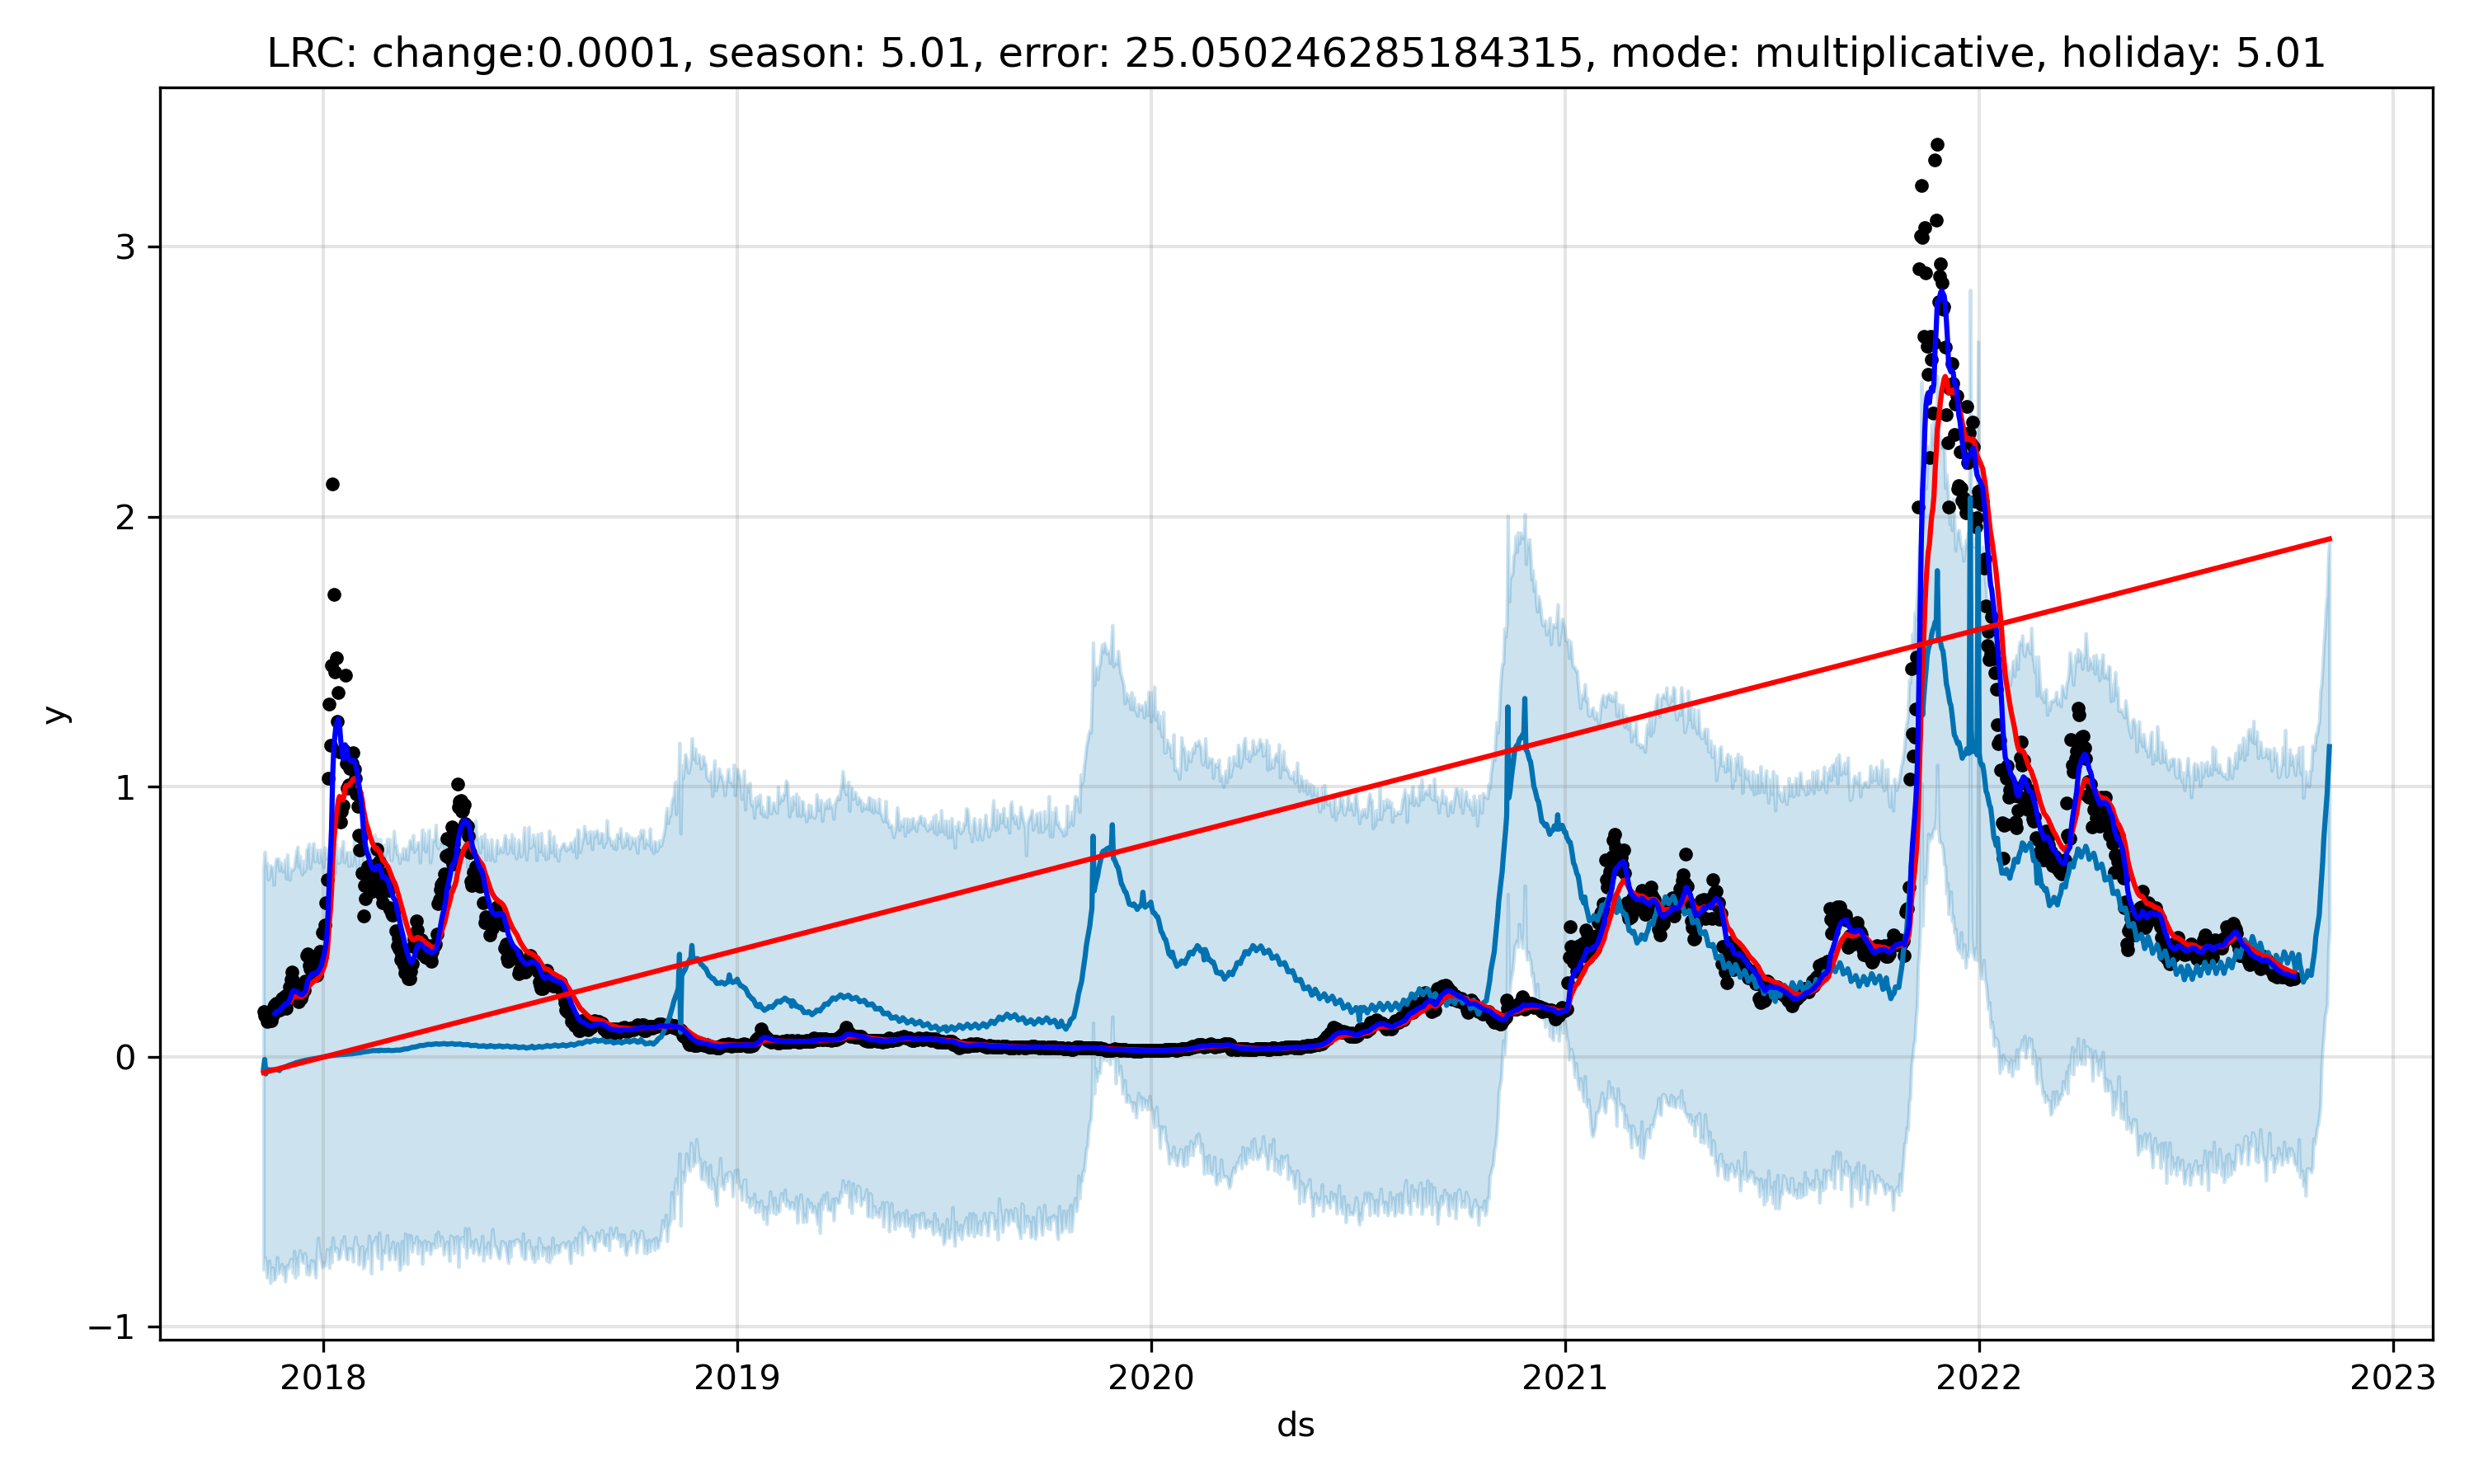 LRC: change:0.0001, season: 5.01, error: 25.050246285184315, mode: multiplicative, holiday: 5.01
3
2
1
0
−1
y
2018 2019 2020 2021 2022 2023
ds